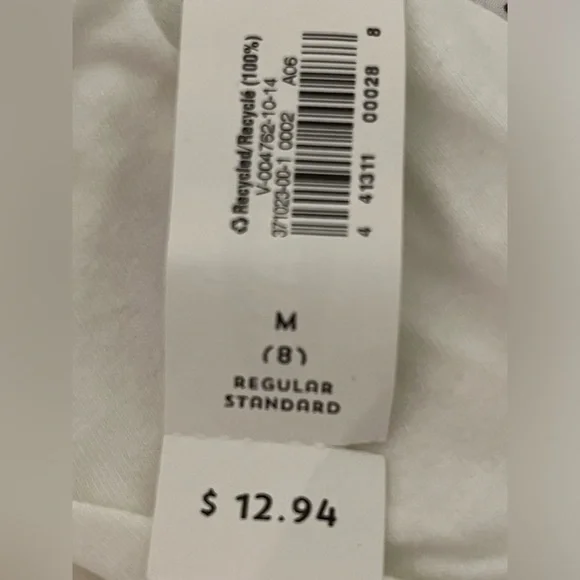 ♻ Recycled/Recyclé (100%)
V-004762-10-14
371023-00-1 0002 A06
4 41311 00028 8
M
(8)
REGULAR
STANDARD
$ 12.94